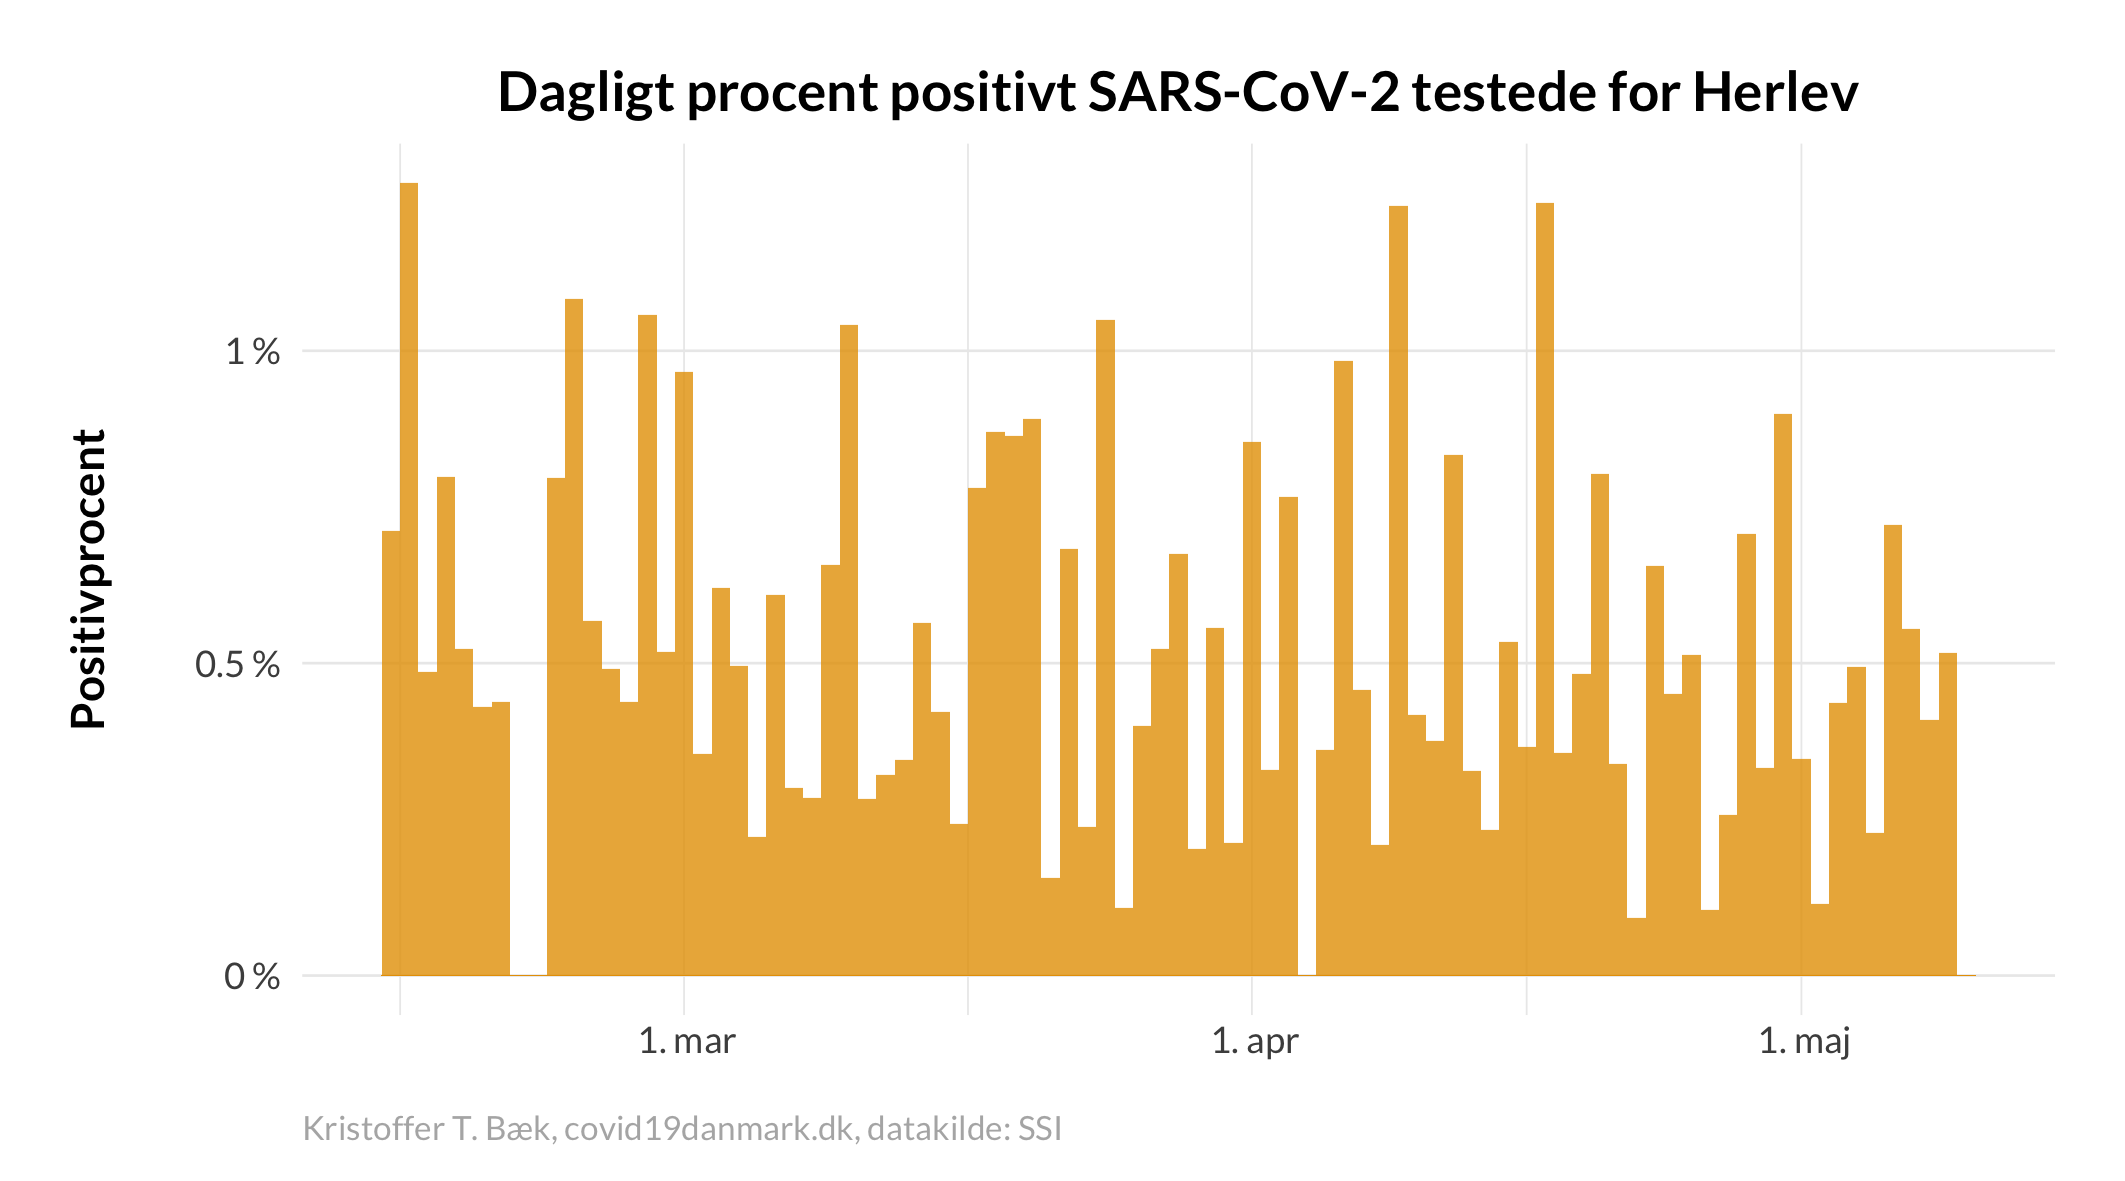 Dagligt procent positivt SARS-CoV-2 testede for Herlev
Positivprocent
1 %
0.5 %
0 %
1. mar
1. apr
1. maj
Kristoffer T. Bæk, covid19danmark.dk, datakilde: SSI